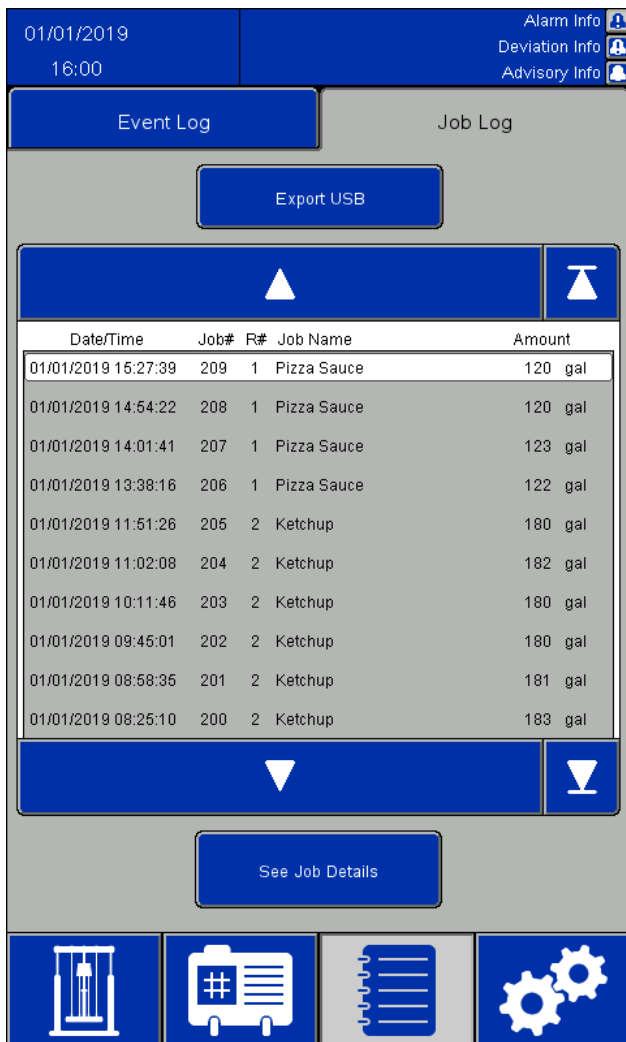 01/01/2019
16:00
Alarm Info
Deviation Info
Advisory Info
Event Log
Job Log
Export USB
Date/Time Job# R# Job Name Amount
01/01/2019 15:27:39 209 1 Pizza Sauce 120 gal
01/01/2019 14:54:22 208 1 Pizza Sauce 120 gal
01/01/2019 14:01:41 207 1 Pizza Sauce 123 gal
01/01/2019 13:38:16 206 1 Pizza Sauce 122 gal
01/01/2019 11:51:26 205 2 Ketchup 180 gal
01/01/2019 11:02:08 204 2 Ketchup 182 gal
01/01/2019 10:11:46 203 2 Ketchup 180 gal
01/01/2019 09:45:01 202 2 Ketchup 180 gal
01/01/2019 08:58:35 201 2 Ketchup 181 gal
01/01/2019 08:25:10 200 2 Ketchup 183 gal
See Job Details
#